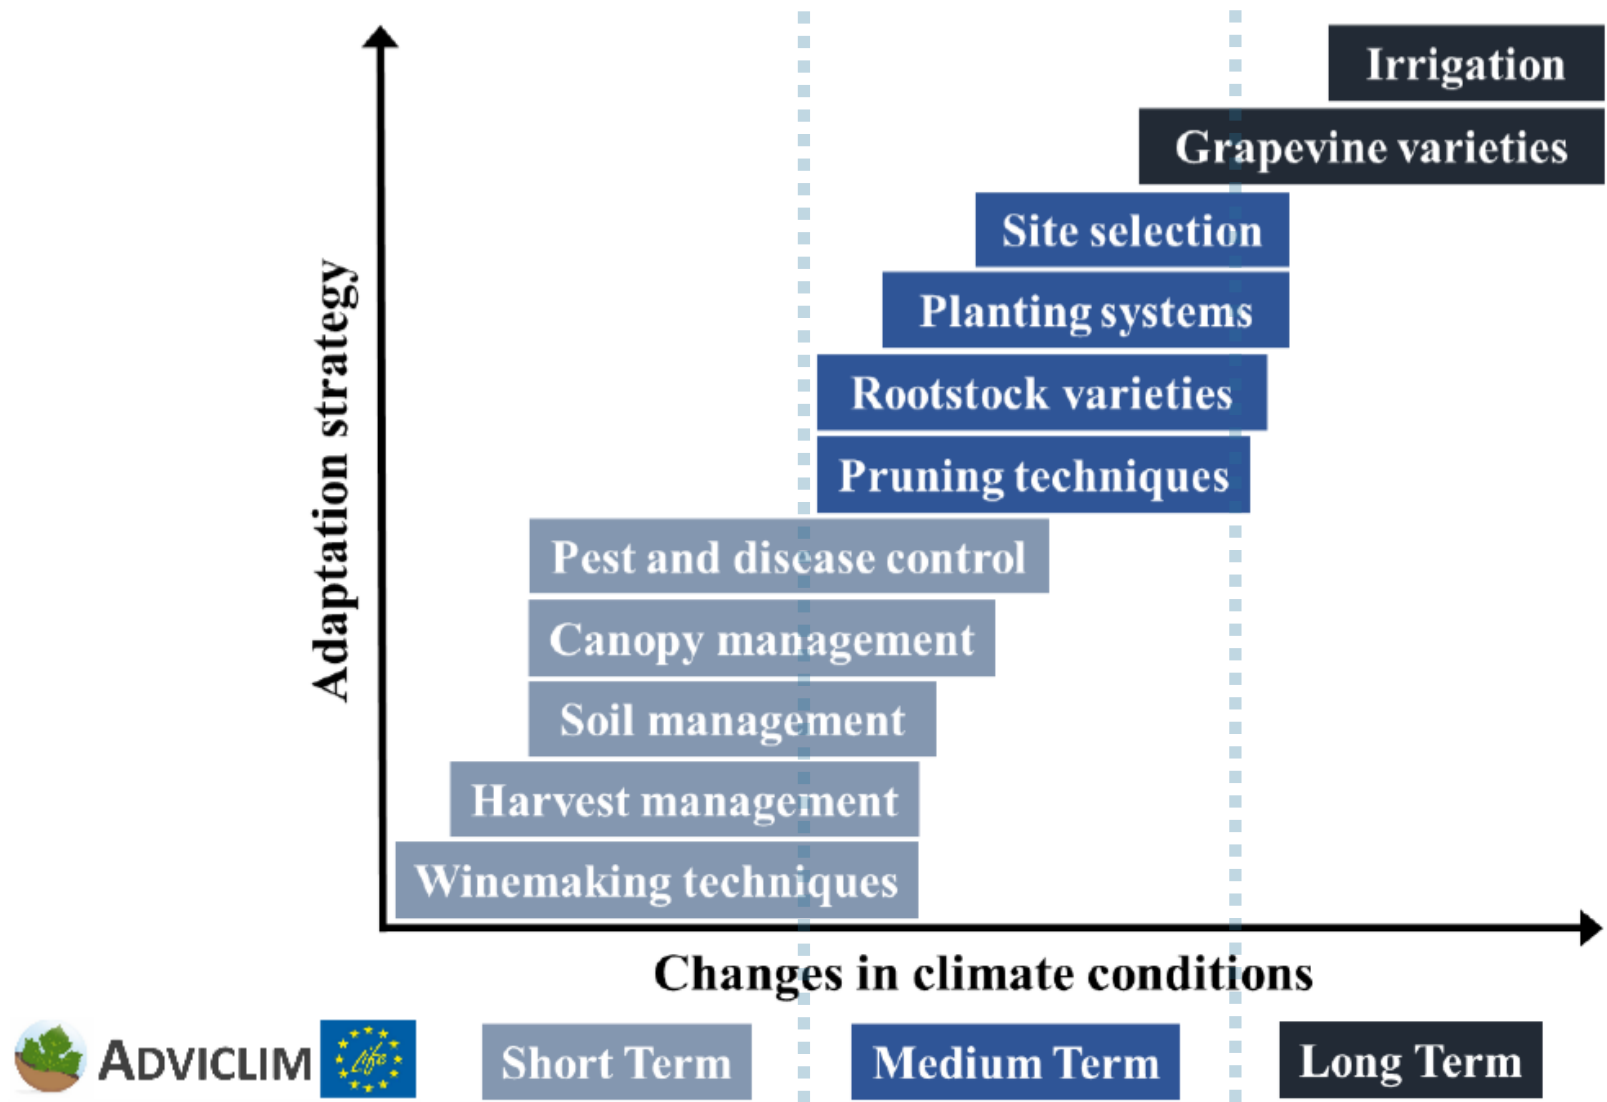 Irrigation
Grapevine varieties
Site selection
Planting systems
Rootstock varieties
Pruning techniques
Pest and disease control
Canopy management
Soil management
Harvest management
Winemaking techniques
Adaptation strategy
Changes in climate conditions
ADVICLIM
Life
Short Term
Medium Term
Long Term